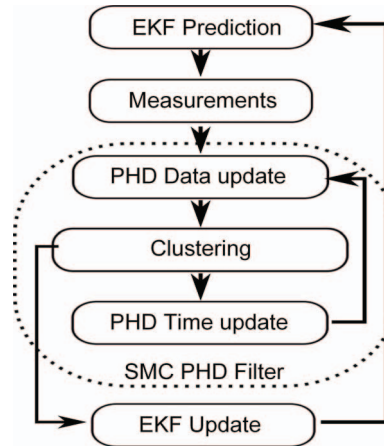 EKF Prediction
Measurements
PHD Data update
Clustering
PHD Time update
SMC PHD Filter
EKF Update